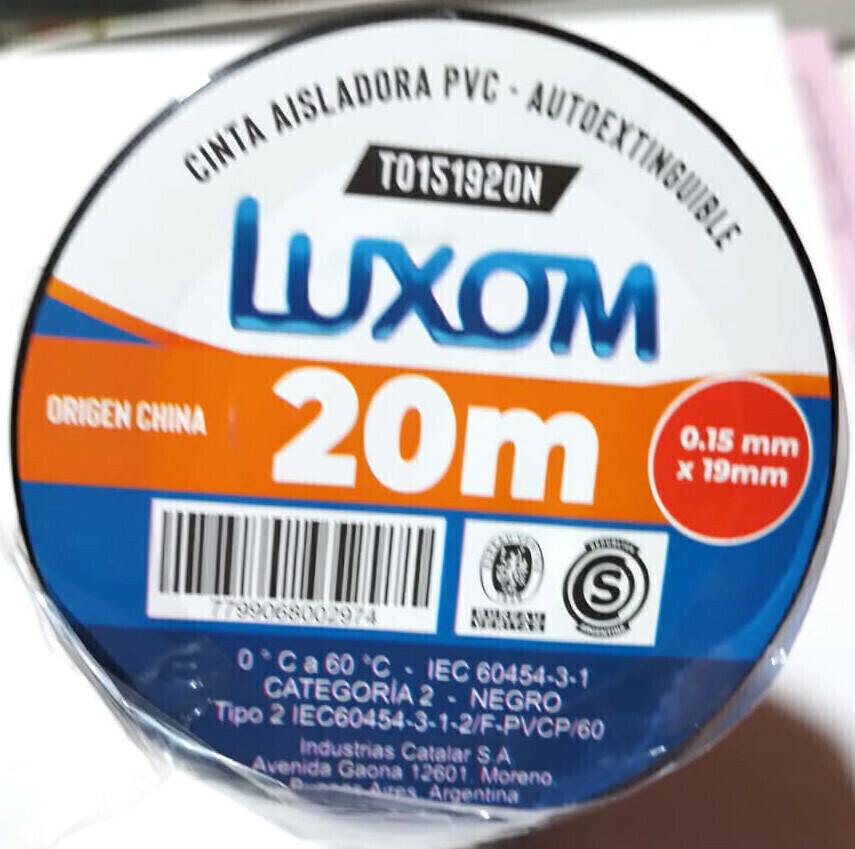 CINTA AISLADORA PVC - AUTOEXTINGUIBLE
T0151920N
LUXOM
ORIGEN CHINA
20m
0.15 mm
x 19mm
7799068002974
S
ARGENTINA
0 ° C a 60 °C - IEC 60454-3-1
CATEGORÍA 2 - NEGRO
Tipo 2 IEC60454-3-1-2/F-PVCP/60
Industrias Catalar S.A
Avenida Gaona 12601. Moreno.
Buenos Aires. Argentina